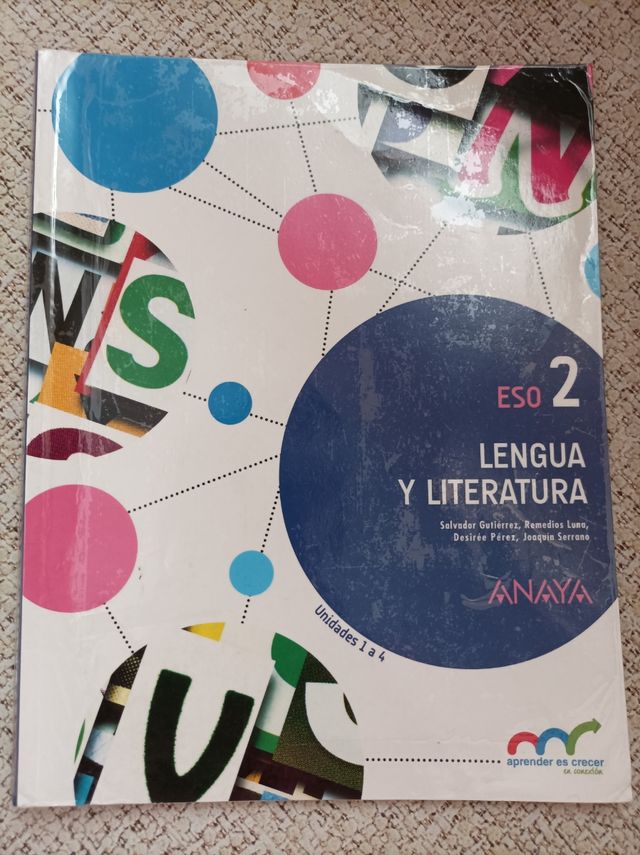 N
W S
ESO 2
LENGUA
Y LITERATURA
Salvador Gutiérrez, Remedios Luna,
Desirée Pérez, Joaquín Serrano
ANAYA
Unidades 1 a 4
U
aprender es crecer
en conexión